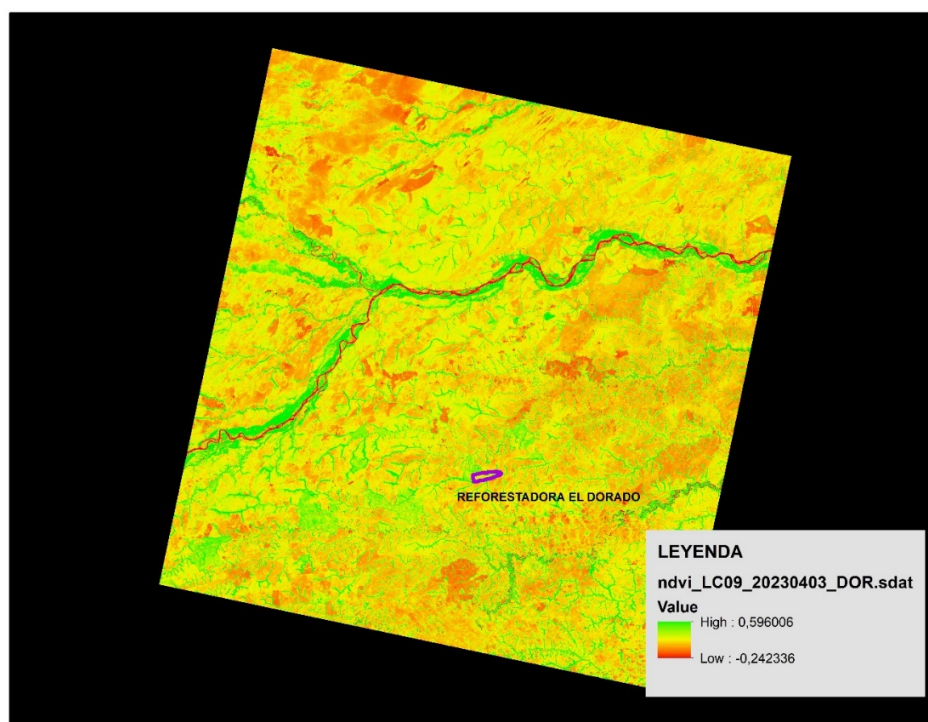 REFORESTADORA EL DORADO
LEYENDA
ndvi_LC09_20230403_DOR.sdat
Value
High : 0,596006
Low : -0,242336